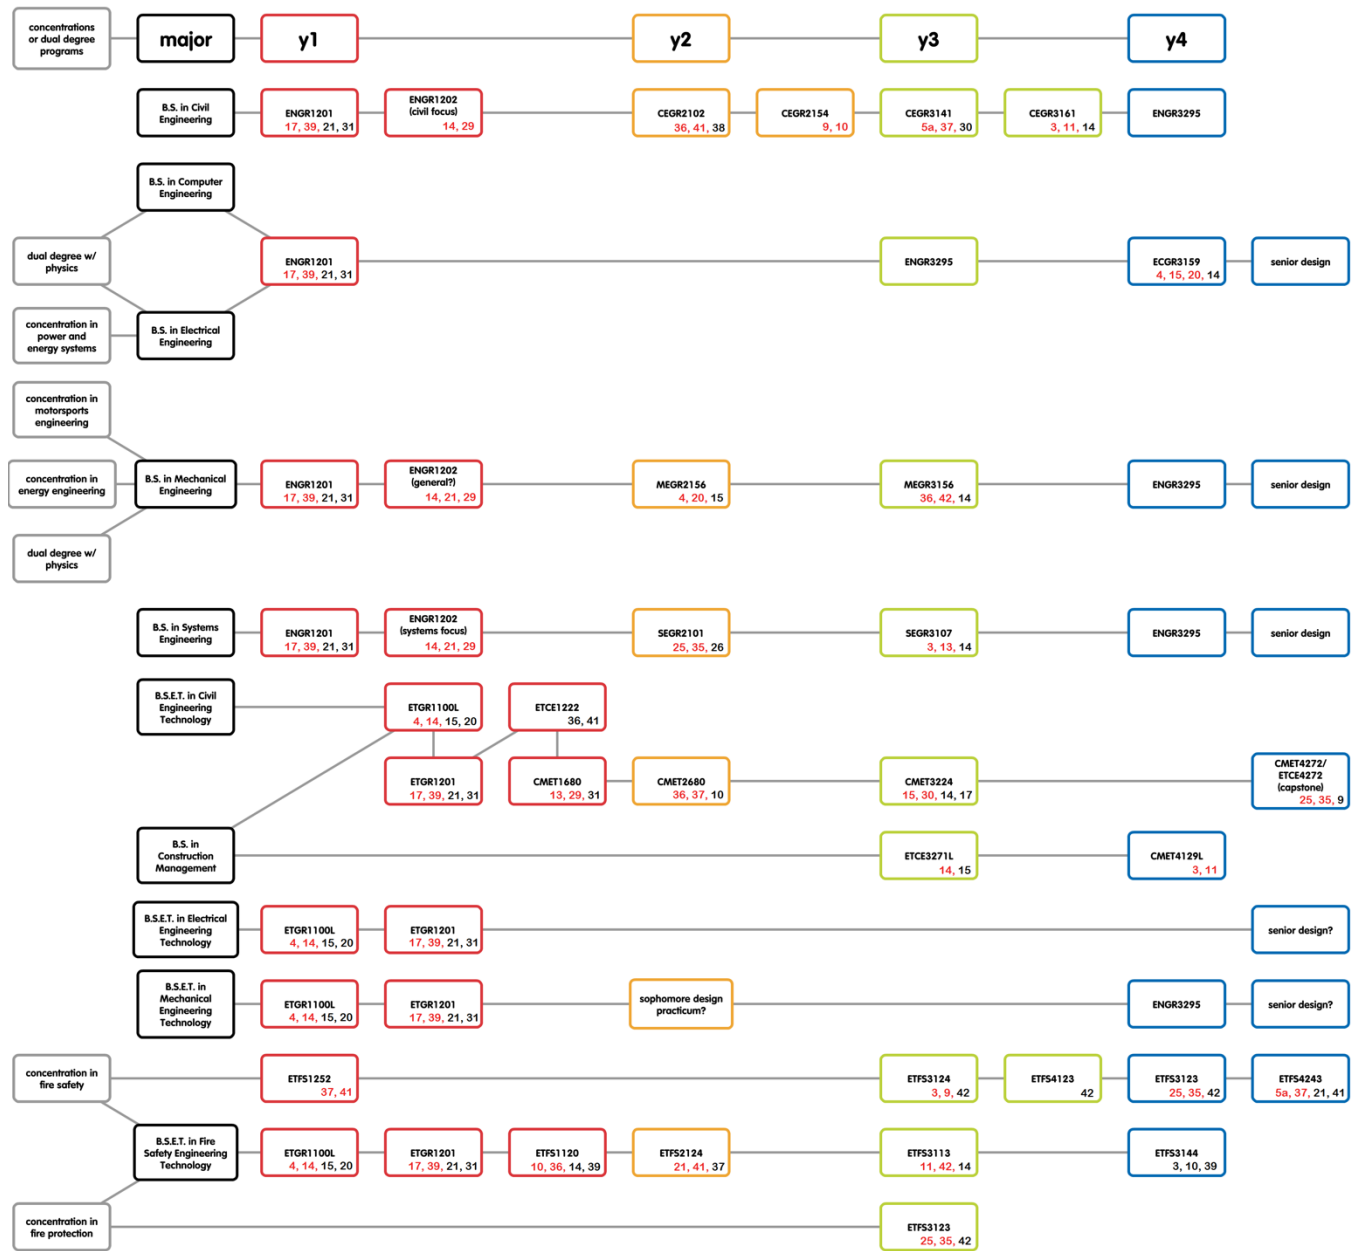 concentrations
or dual degree
programs
major
y1
y2
y3
y4
B.S. in Civil
Engineering
ENGR1201
17, 39, 21, 31
ENGR1202
(civil focus)
14, 29
CEGR2102
36, 41, 38
CEGR2154
9, 10
CEGR3141
5a, 37, 30
CEGR3161
3, 11, 14
ENGR3295
B.S. in Computer
Engineering
dual degree w/
physics
ENGR1201
17, 39, 21, 31
ENGR3295
ECGR3159
4, 15, 20, 14
senior design
concentration in
power and
energy systems
B.S. in Electrical
Engineering
concentration in
motorsports
engineering
concentration in
energy engineering
B.S. in Mechanical
Engineering
ENGR1201
17, 39, 21, 31
ENGR1202
(general?)
14, 21, 29
MEGR2156
4, 20, 15
MEGR3156
36, 42, 14
ENGR3295
senior design
dual degree w/
physics
B.S. in Systems
Engineering
ENGR1201
17, 39, 21, 31
ENGR1202
(systems focus)
14, 21, 29
SEGR2101
25, 35, 26
SEGR3107
3, 13, 14
ENGR3295
senior design
B.S.E.T. in Civil
Engineering
Technology
ETGR1100L
4, 14, 15, 20
ETCE1222
36, 41
ETGR1201
17, 39, 21, 31
CMET1680
13, 29, 31
CMET2680
36, 37, 10
CMET3224
15, 30, 14, 17
CMET4272/
ETCE4272
(capstone)
25, 35, 9
B.S. in
Construction
Management
ETCE3271L
14, 15
CMET4129L
3, 11
B.S.E.T. in Electrical
Engineering
Technology
ETGR1100L
4, 14, 15, 20
ETGR1201
17, 39, 21, 31
senior design?
B.S.E.T. in
Mechanical
Engineering
Technology
ETGR1100L
4, 14, 15, 20
ETGR1201
17, 39, 21, 31
sophomore design
practicum?
ENGR3295
senior design?
concentration in
fire safety
ETFS1252
37, 41
ETFS3124
3, 9, 42
ETFS4123
42
ETFS3123
25, 35, 42
ETFS4243
5a, 37, 21, 41
B.S.E.T. in Fire
Safety Engineering
Technology
ETGR1100L
4, 14, 15, 20
ETGR1201
17, 39, 21, 31
ETFS1120
10, 36, 14, 39
ETFS2124
21, 41, 37
ETFS3113
11, 42, 14
ETFS3144
3, 10, 39
concentration in
fire protection
ETFS3123
25, 35, 42